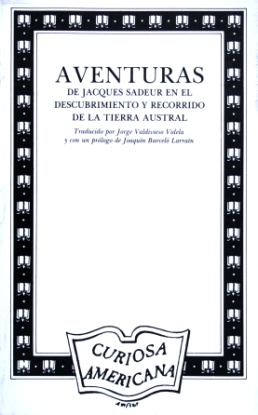 AVENTURAS
DE JACQUES SADEUR EN EL
DESCUBRIMIENTO Y RECORRIDO
DE LA TIERRA AUSTRAL
Traducido por Jorge Valdivieso Videla
y con un prólogo de Joaquín Barceló Larraín
CURIOSA
AMERICANA